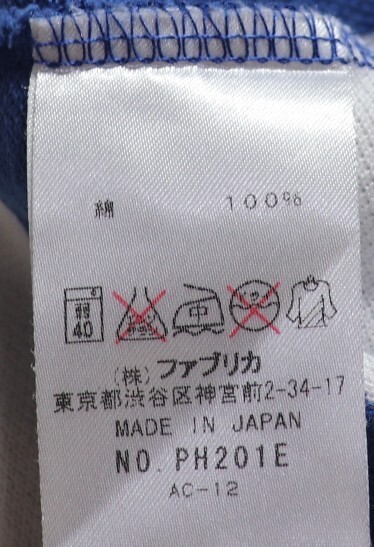 綿 100%
弱
40
中
(株)ファブリカ
東京都渋谷区神宮前2-34-17
MADE IN JAPAN
NO. PH201E
AC-12